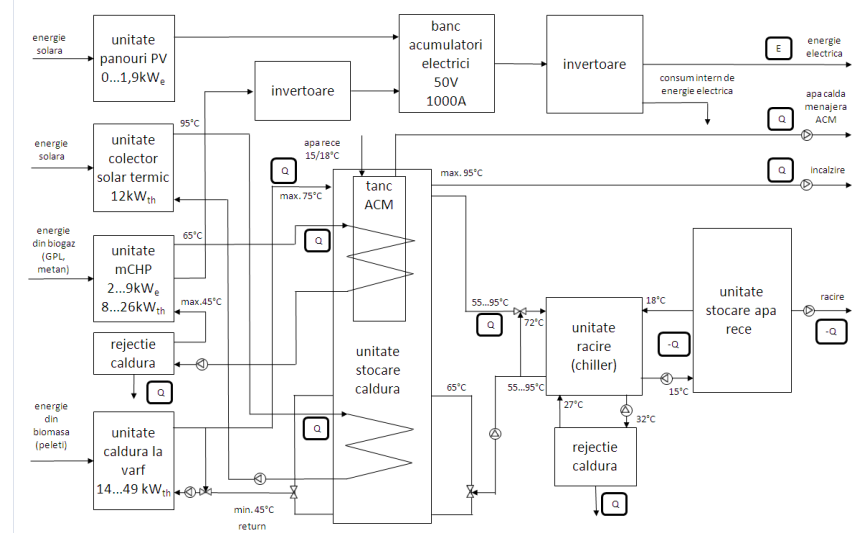 energie
solara
unitate
panouri PV
0...1,9kWe
invertoare
banc
acumulatori
electrici
50V
1000A
invertoare
E
energie
electrica
consum intern de
energie electrica
apa calda
menajera
ACM
Q
energie
solara
95°C
unitate
colector
solar termic
12kWth
apa rece
15/18°C
Q
max. 75°C
tanc
ACM
max. 95°C
Q
incalzire
energie
din biogaz
(GPL,
metan)
65°C
unitate
mCHP
2...9kWe
8...26kWth
max.45°C
Q
rejectie
caldura
Q
unitate
stocare
caldura
55...95°C
Q
72°C
55...95°C
unitate
racire
(chiller)
18°C
-Q
15°C
unitate
stocare apa
rece
racire
-Q
energie
din
biomasa
(peleti)
unitate
caldura la
varf
14...49 kWth
Q
65°C
27°C
32°C
rejectie
caldura
Q
min. 45°C
return